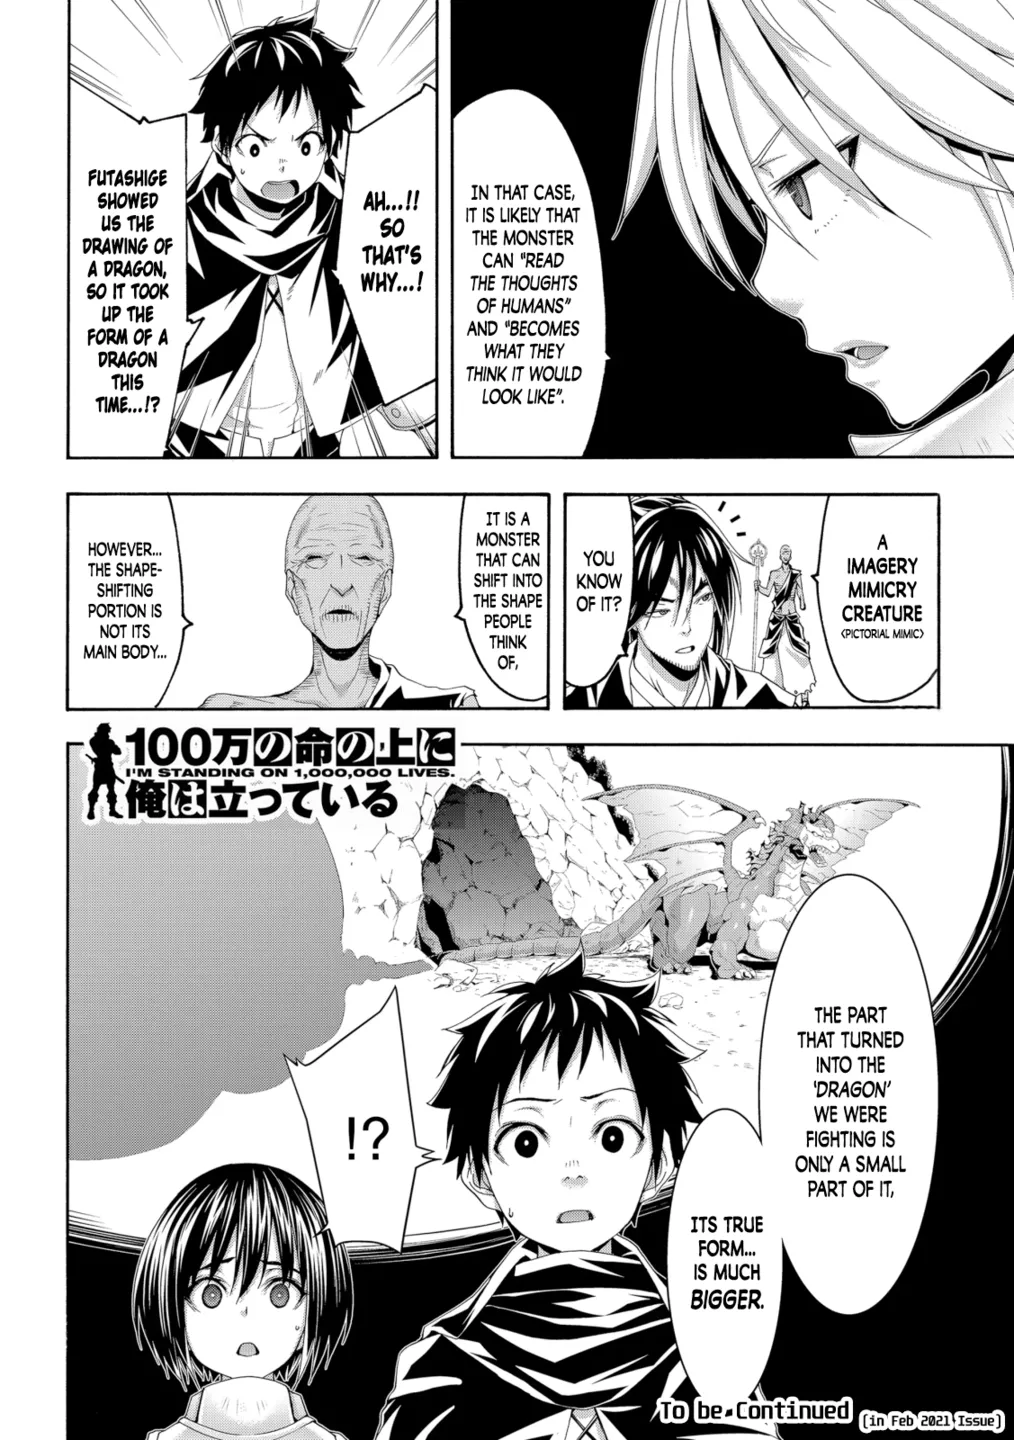 IN THAT CASE,
IT IS LIKELY THAT
THE MONSTER
CAN "READ
THE THOUGHTS
OF HUMANS"
AND "BECOMES
WHAT THEY
THINK IT WOULD
LOOK LIKE".
AH...!!
SO
THAT'S
WHY...!
FUTASHIGE
SHOWED
US THE
DRAWING OF
A DRAGON,
SO IT TOOK
UP THE
FORM OF A
DRAGON
THIS
TIME...!?
A
IMAGERY
MIMICRY
CREATURE
<PICTORIAL MIMIC>
YOU
KNOW
OF IT?
IT IS A
MONSTER
THAT CAN
SHIFT INTO
THE SHAPE
PEOPLE
THINK
OF,
HOWEVER...
THE SHAPE-
SHIFTING
PORTION IS
NOT ITS
MAIN BODY...
100万の命の上に
I'M STANDING ON 1,000,000 LIVES.
俺は立っている
THE PART
THAT TURNED
INTO THE
'DRAGON'
WE WERE
FIGHTING IS
ONLY A SMALL
PART OF IT,
ITS TRUE
FORM...
IS MUCH
BIGGER.
!?
To be Continued
(in Feb 2021 Issue)